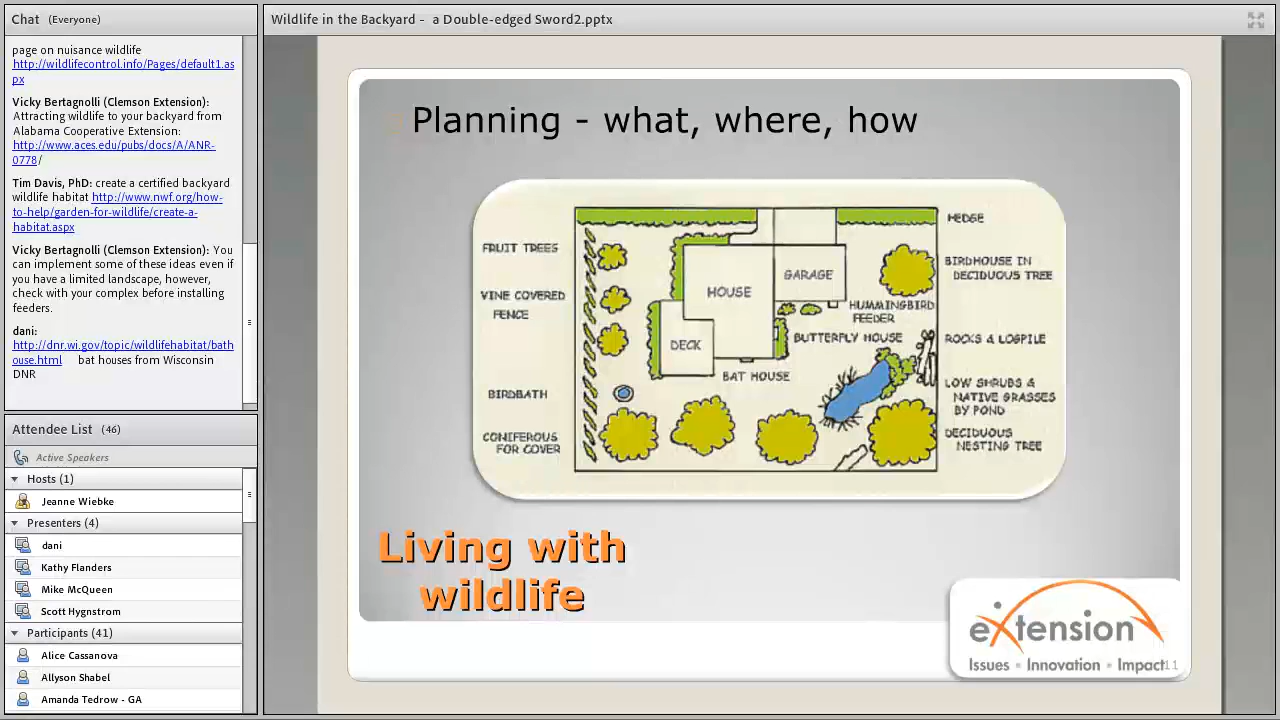 Chat (Everyone)
page on nuisance wildlife
http://wildlifecontrol.info/Pages/default1.as
px
Vicky Bertagnolli (Clemson Extension):
Attracting wildlife to your backyard from
Alabama Cooperative Extension:
http://www.aces.edu/pubs/docs/A/ANR-
0778/
Tim Davis, PhD: create a certified backyard
wildlife habitat http://www.nwf.org/how-
to-help/garden-for-wildlife/create-a-
habitat.aspx
Vicky Bertagnolli (Clemson Extension): You
can implement some of these ideas even if
you have a limited landscape, however,
check with your complex before installing
feeders.
dani:
http://dnr.wi.gov/topic/wildlifehabitat/bath
ouse.html bat houses from Wisconsin
DNR
Attendee List (46)
Active Speakers
Hosts (1)
Jeanne Wiebke
Presenters (4)
dani
Kathy Flanders
Mike McQueen
Scott Hygnstrom
Participants (41)
Alice Cassanova
Allyson Shabel
Amanda Tedrow - GA
Wildlife in the Backyard - a Double-edged Sword2.pptx
Planning - what, where, how
FRUIT TREES
VINE COVERED
FENCE
BIRDBATH
CONIFEROUS
FOR COVER
HOUSE
GARAGE
DECK
BAT HOUSE
HUMMINGBIRD
FEEDER
BUTTERFLY HOUSE
HEDGE
BIRDHOUSE IN
DECIDUOUS TREE
ROCKS & LOGPILE
LOW SHRUBS &
NATIVE GRASSES
BY POND
DECIDUOUS
NESTING TREE
Living with
wildlife
eXtension
Issues • Innovation • Impact
11